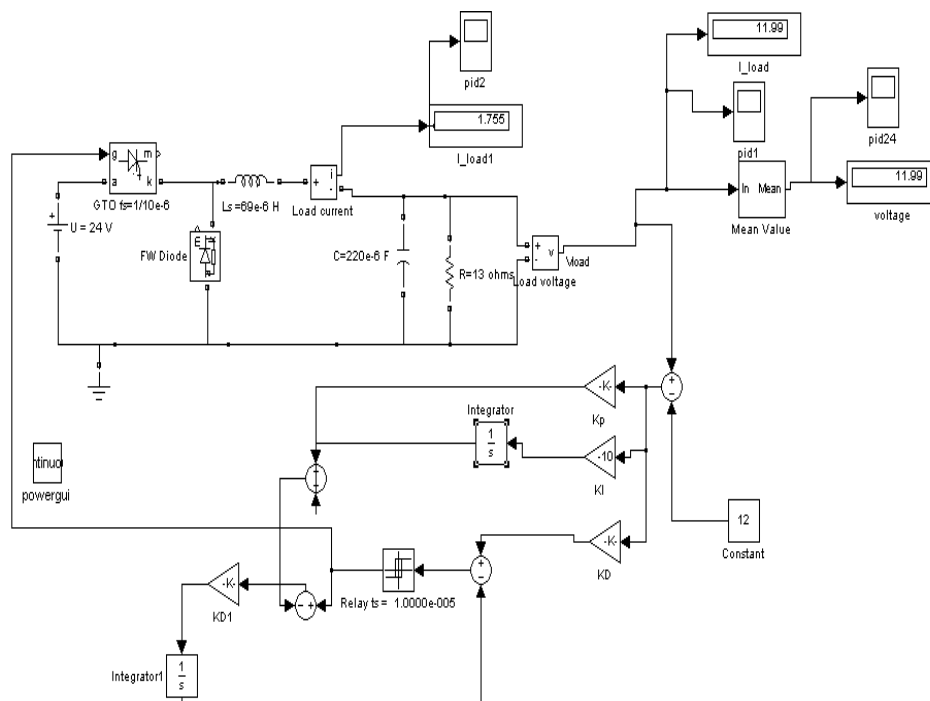 11.99
I_load
pid2
1.755
I_load1
pid1
pid24
In Mean
Mean Value
11.99
voltage
g m
a k
GTO fs=1/10e-6
U = 24 V
FW Diode
Ls=69e-6 H
+ i
-
Load current
C=220e-6 F
R=13 ohms
+
- v
Vload
Load voltage
+
-
-K-
Kp
Integrator
1
s
-10
KI
ntinuo
powergui
12
Constant
-K-
KD
+
-
Relay ts = 1.0000e-005
-K-
KD1
- +
Integrator1
1
s